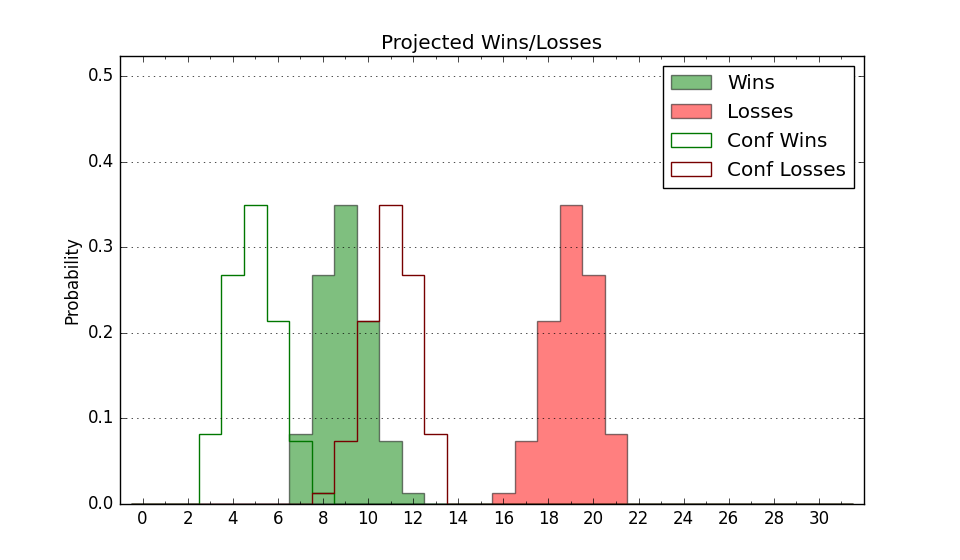 Projected Wins/Losses
0.5
0.4
0.3
0.2
0.1
0.0
Probability
Wins
Losses
Conf Wins
Conf Losses
0 2 4 6 8 10 12 14 16 18 20 22 24 26 28 30